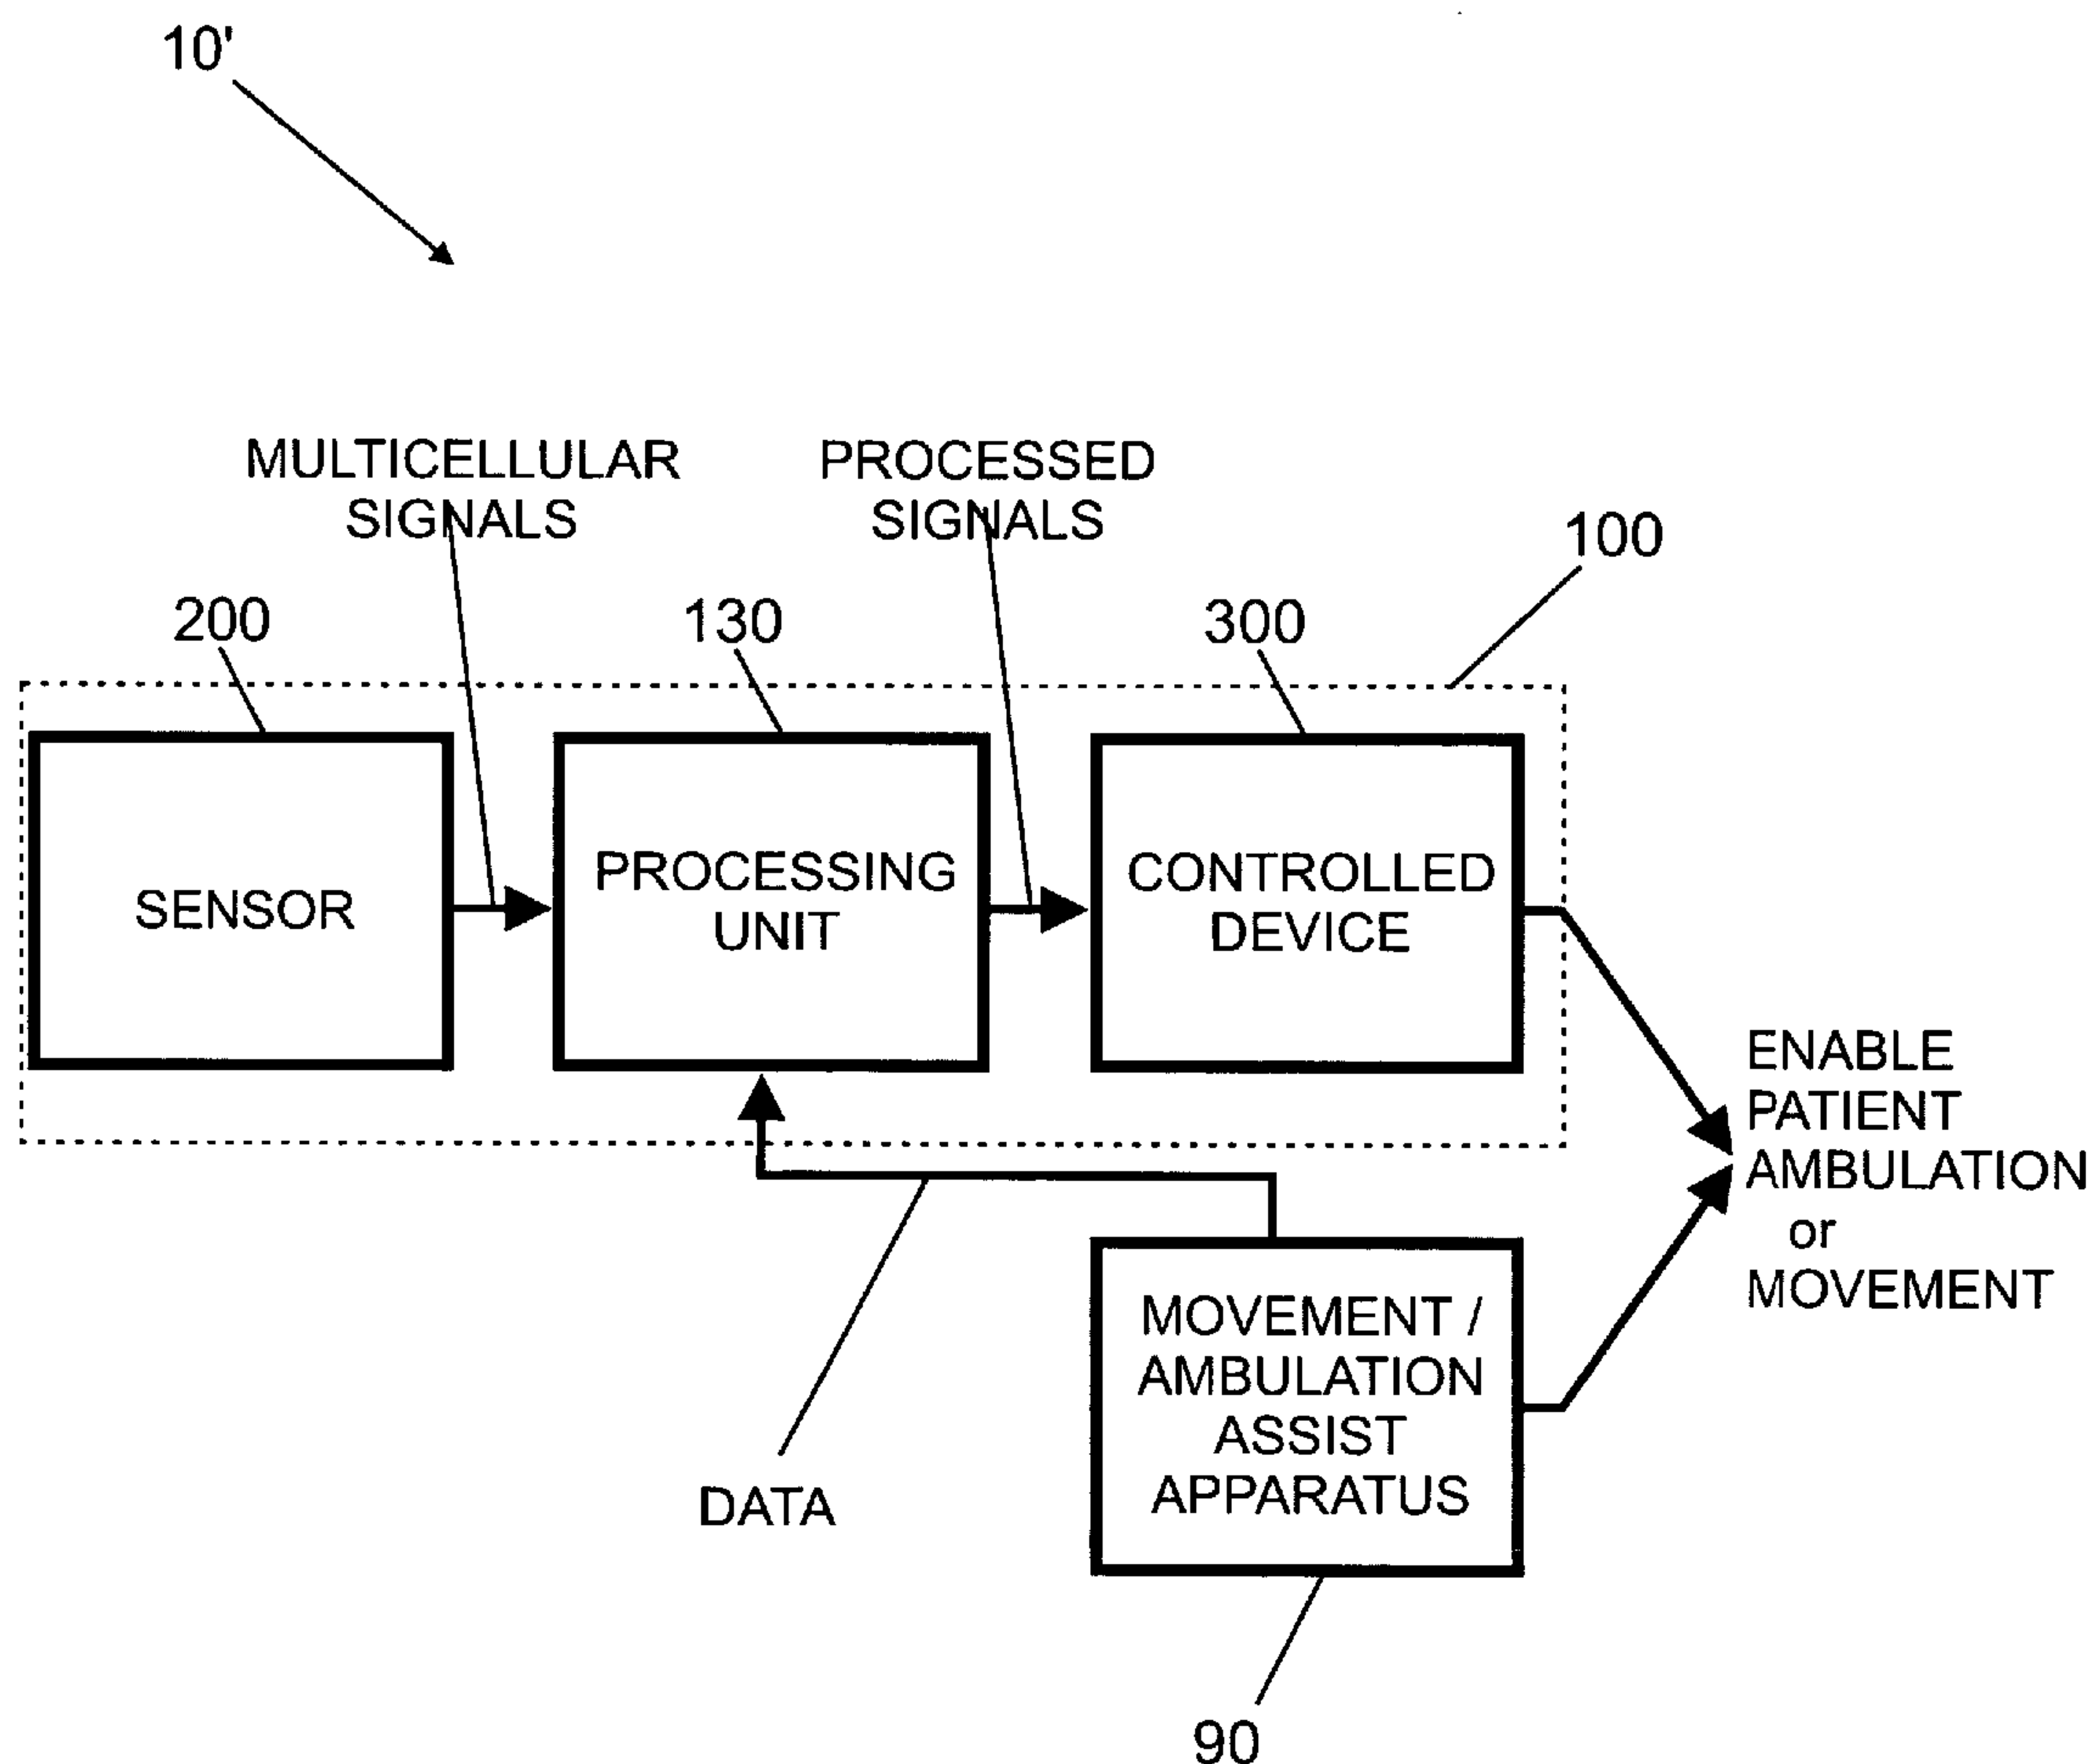 10'
MULTICELLULAR
SIGNALS
PROCESSED
SIGNALS
100
200
130
300
SENSOR
PROCESSING
UNIT
CONTROLLED
DEVICE
ENABLE
PATIENT
AMBULATION
or
MOVEMENT
MOVEMENT /
AMBULATION
ASSIST
APPARATUS
DATA
90